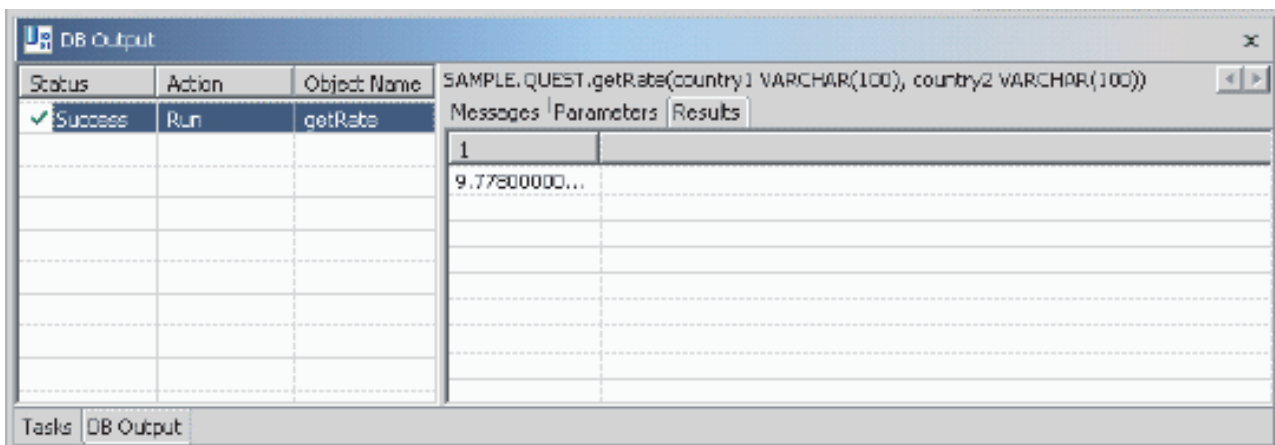 DB Output
Status Action Object Name
Success Run getRate
SAMPLE.QUEST.getRate(country1 VARCHAR(100), country2 VARCHAR(100))
Messages Parameters Results
1
9.77800000...
Tasks DB Output